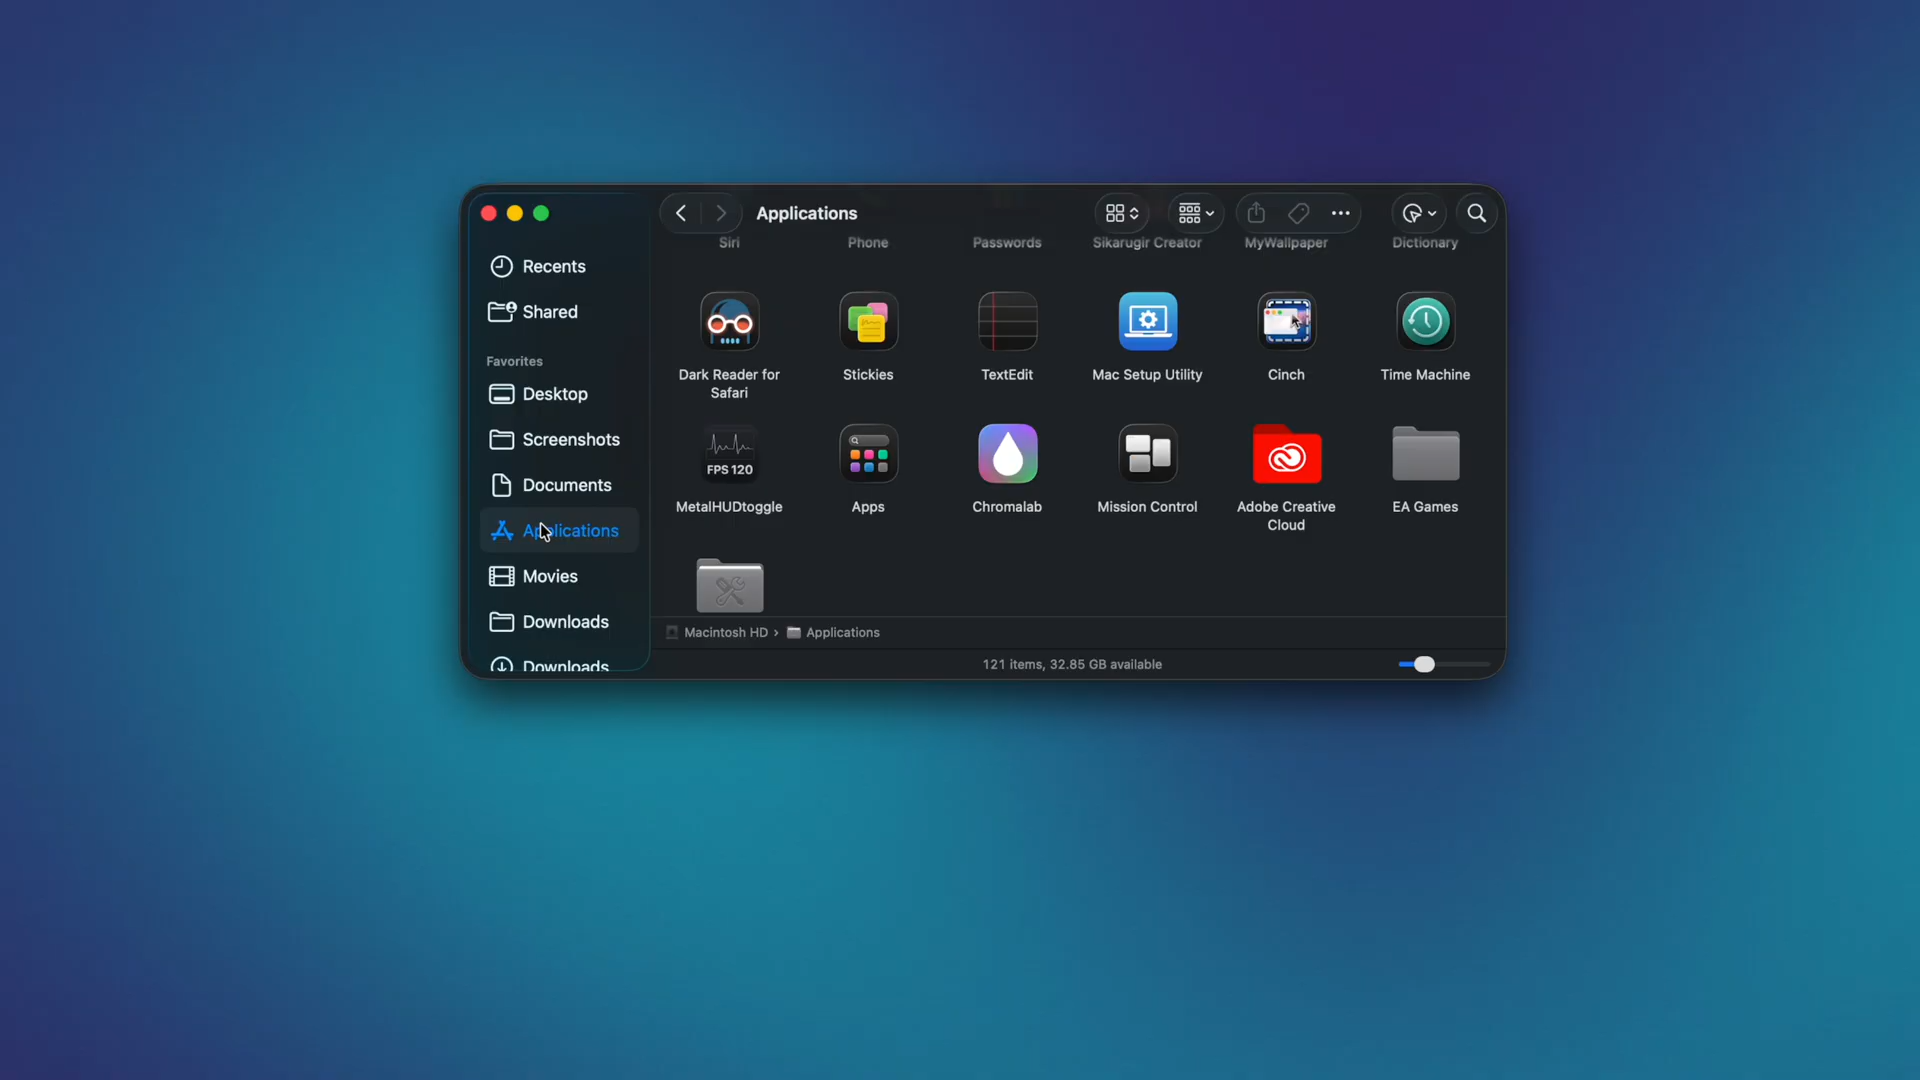 Applications
Siri
Phone
Passwords
Sikarugir Creator
MyWallpaper
Dictionary
Recents
Shared
Favorites
Desktop
Screenshots
Documents
Applications
Movies
Downloads
Downloads
Dark Reader for
Safari
Stickies
TextEdit
Mac Setup Utility
Cinch
Time Machine
FPS 120
MetalHUDtoggle
Apps
Chromalab
Mission Control
Adobe Creative
Cloud
EA Games
Macintosh HD › Applications
121 items, 32.85 GB available